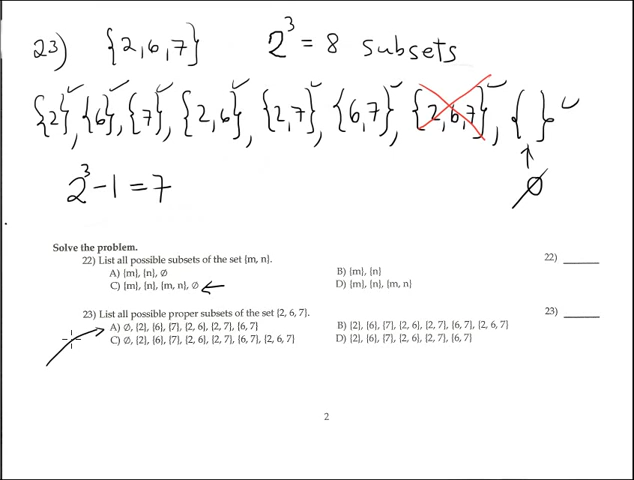 23) {2,6,7} 2³ = 8 subsets
{2}, {6}, {7}, {2,6}, {2,7}, {6,7}, {2,6,7}, { }
2³ - 1 = 7 ∅
Solve the problem.
22) List all possible subsets of the set {m, n}. 22) ______
A) {m}, {n}, ∅ B) {m}, {n}
C) {m}, {n}, {m, n}, ∅ D) {m}, {n}, {m, n}
23) List all possible proper subsets of the set {2, 6, 7}. 23) ______
A) ∅, {2}, {6}, {7}, {2, 6}, {2, 7}, {6, 7} B) {2}, {6}, {7}, {2, 6}, {2, 7}, {6, 7}, {2, 6, 7}
C) ∅, {2}, {6}, {7}, {2, 6}, {2, 7}, {6, 7}, {2, 6, 7} D) {2}, {6}, {7}, {2, 6}, {2, 7}, {6, 7}
2